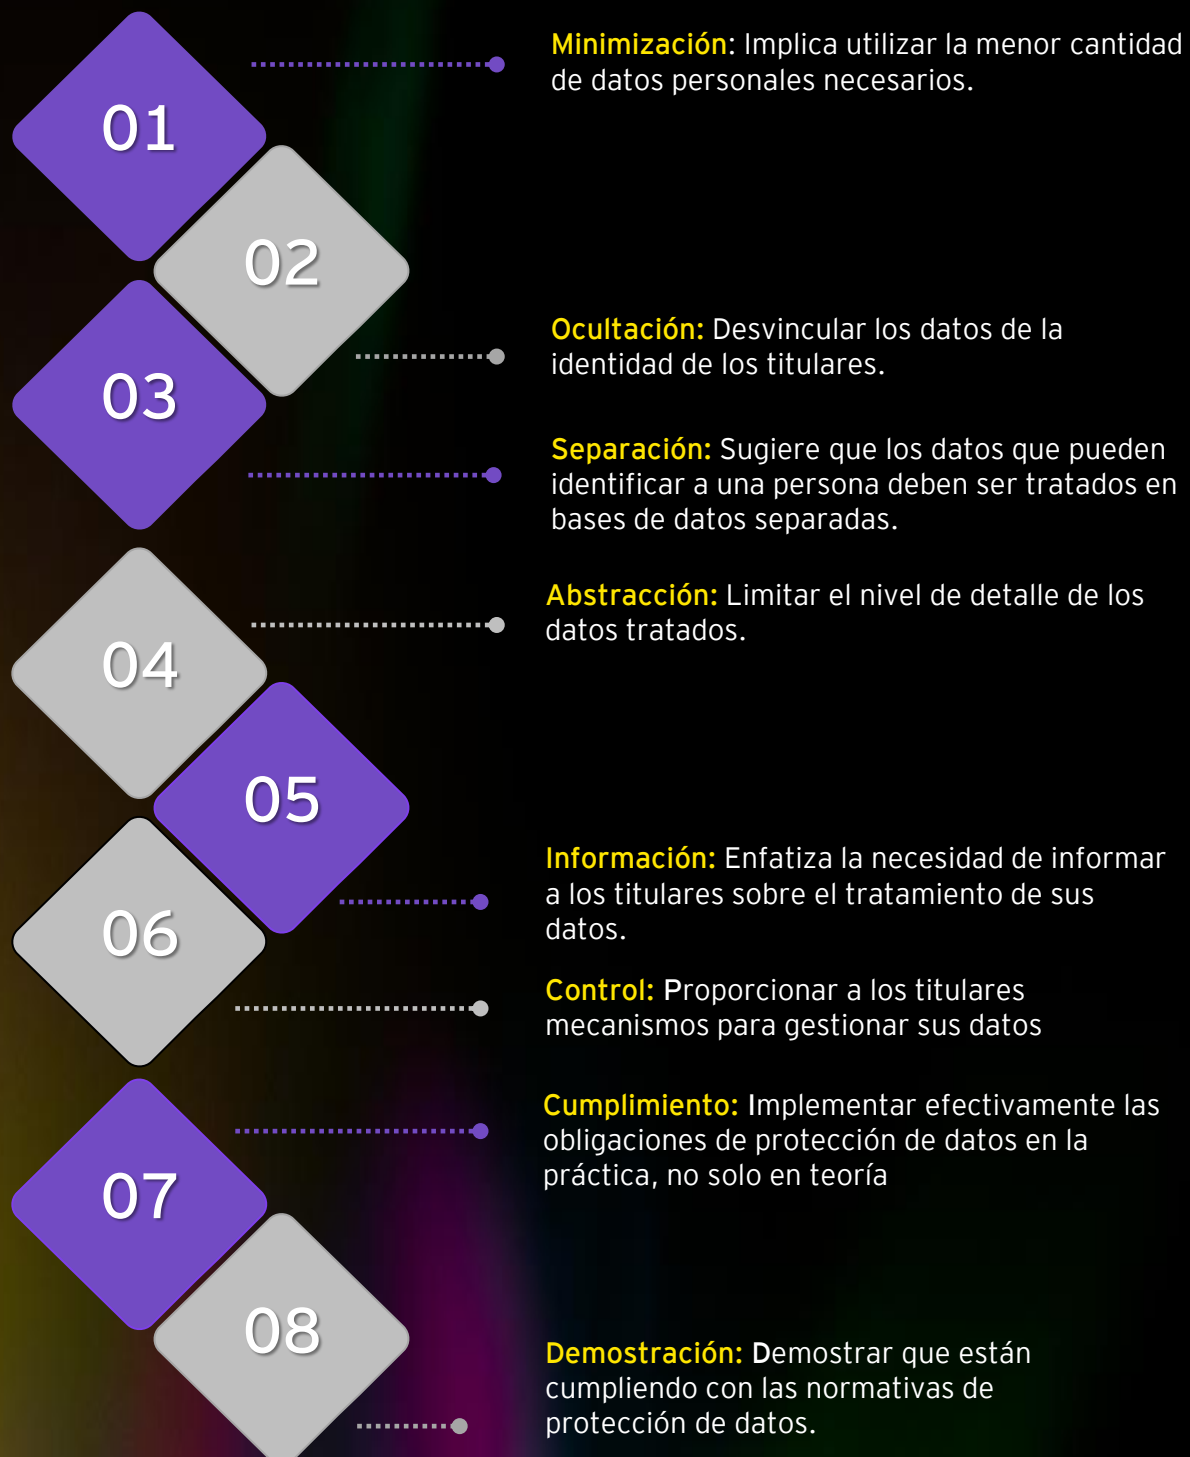 01
Minimización: Implica utilizar la menor cantidad
de datos personales necesarios.
02
Ocultación: Desvincular los datos de la
identidad de los titulares.
03
Separación: Sugiere que los datos que pueden
identificar a una persona deben ser tratados en
bases de datos separadas.
04
Abstracción: Limitar el nivel de detalle de los
datos tratados.
05
Información: Enfatiza la necesidad de informar
a los titulares sobre el tratamiento de sus
datos.
06
Control: Proporcionar a los titulares
mecanismos para gestionar sus datos
07
Cumplimiento: Implementar efectivamente las
obligaciones de protección de datos en la
práctica, no solo en teoría
08
Demostración: Demostrar que están
cumpliendo con las normativas de
protección de datos.